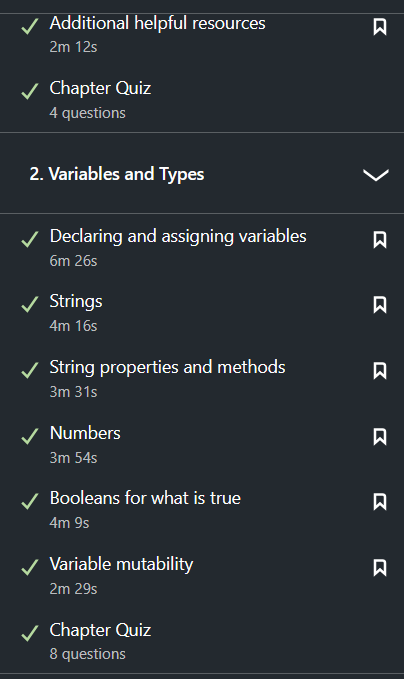 Additional helpful resources
2m 12s
Chapter Quiz
4 questions
2. Variables and Types
Declaring and assigning variables
6m 26s
Strings
4m 16s
String properties and methods
3m 31s
Numbers
3m 54s
Booleans for what is true
4m 9s
Variable mutability
2m 29s
Chapter Quiz
8 questions